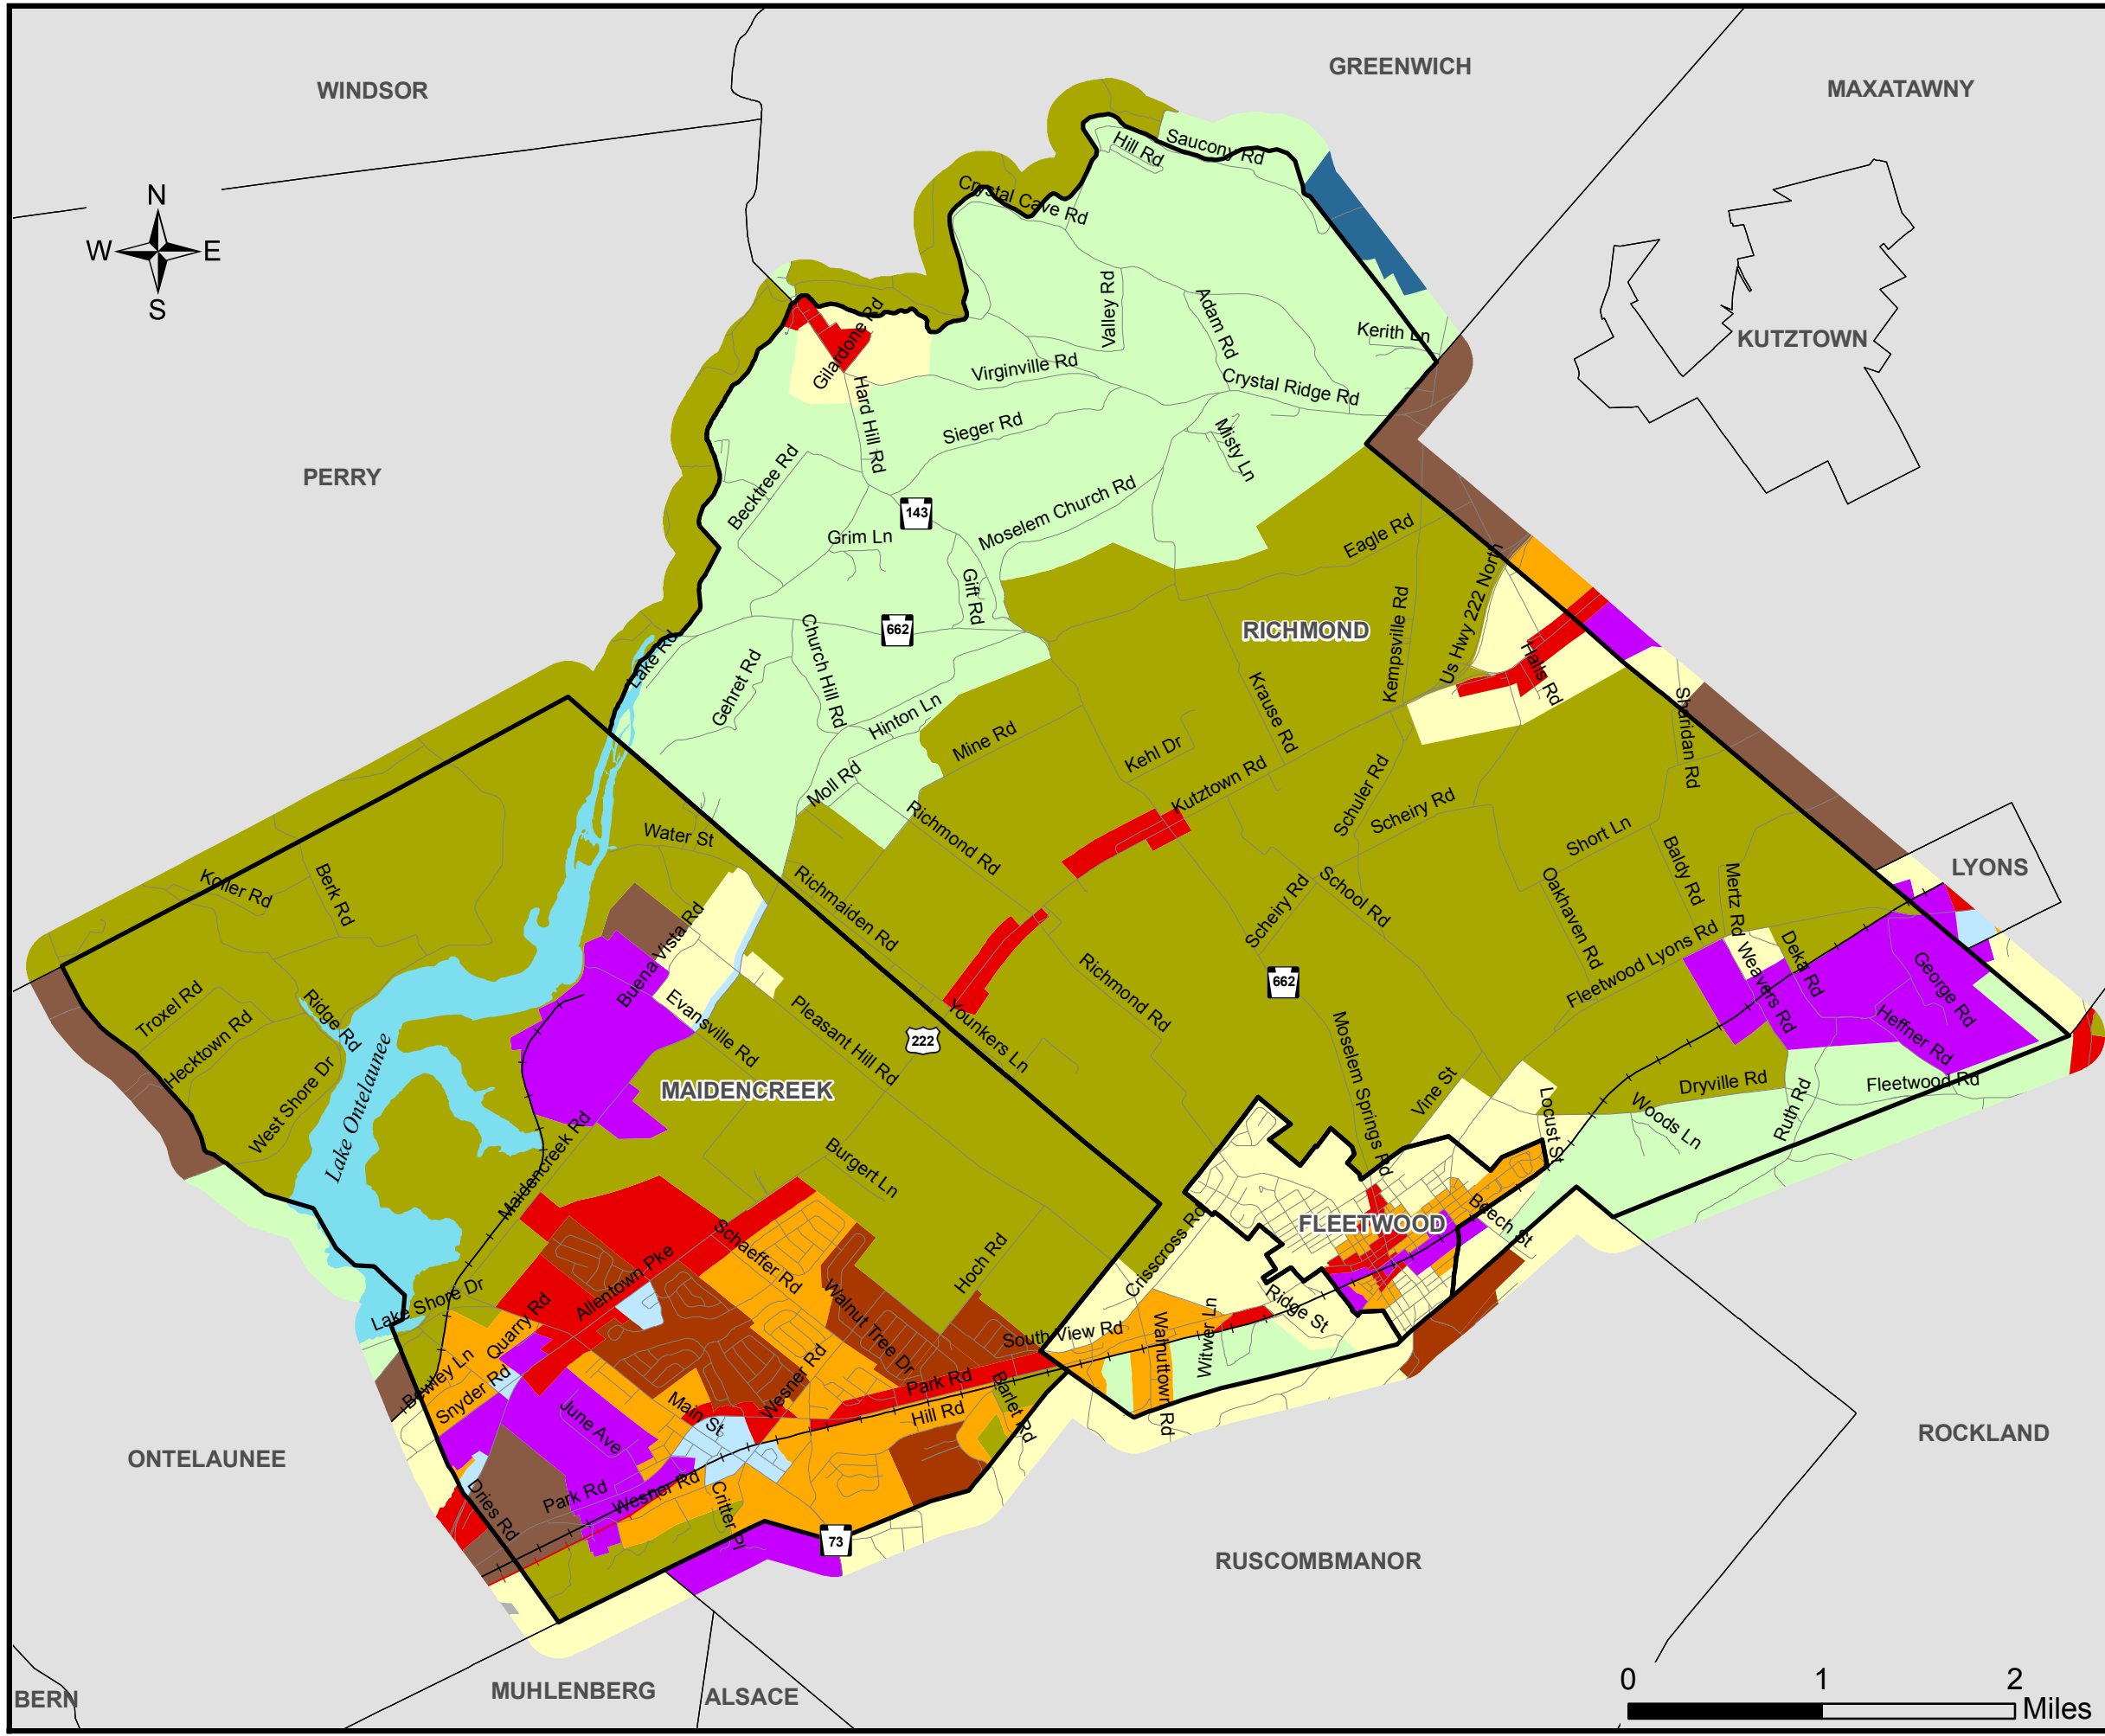 GREENWICH
WINDSOR
MAXATAWNY
N
W E
S
Hill Rd
Saucony Rd
Crystal Cave Rd
Valley Rd
Adam Rd
Kerith Ln
KUTZTOWN
Gilardone Rd
Virginville Rd
Crystal Ridge Rd
Hard Hill Rd
Sieger Rd
Misty Ln
PERRY
Becktree Rd
143
Moselem Church Rd
Grim Ln
Eagle Rd
Gift Rd
Us Hwy 222 North
Kempsville Rd
662
RICHMOND
Church Hill Rd
Lake Rd
Gehret Rd
Halls Rd
Krause Rd
Hinton Ln
Sharidan Rd
Mine Rd
Kehl Dr
Moll Rd
Kutztown Rd
Schuler Rd
Scheiry Rd
Water St
Richmond Rd
Short Ln
Baldy Rd
LYONS
Koller Rd
Berk Rd
Richmaiden Rd
Scheiry Rd
School Rd
Oakhaven Rd
Mertz Rd
Buena Vista Rd
Fleetwood Lyons Rd
Weavers Rd
Deka Rd
George Rd
Troxel Rd
Ridge Rd
Evansville Rd
Pleasant Hill Rd
Richmond Rd
662
Hecktown Rd
222
Younkers Ln
Moselem Springs Rd
Heffner Rd
West Shore Dr
Lake Ontelaunee
MAIDENCREEK
Vine St
Locust St
Dryville Rd
Fleetwood Rd
Woods Ln
Ruth Rd
Maidencreek Rd
Burgert Ln
Schaeffer Rd
Crisscross Rd
FLEETWOOD
Beech St
Allentown Pke
Hoch Rd
Lake Shore Dr
Quarry Rd
Walnut Tree Dr
South View Rd
Walnuttown Rd
Witwer Ln
Ridge St
Bewley Ln
Snyder Rd
Wesner Rd
Park Rd
Barlet Rd
June Ave
Main St
Hill Rd
ONTELAUNEE
ROCKLAND
Dries Rd
Park Rd
Wesner Rd
Critter Pl
73
RUSCOMBMANOR
BERN
MUHLENBERG
ALSACE
0 1 2
Miles